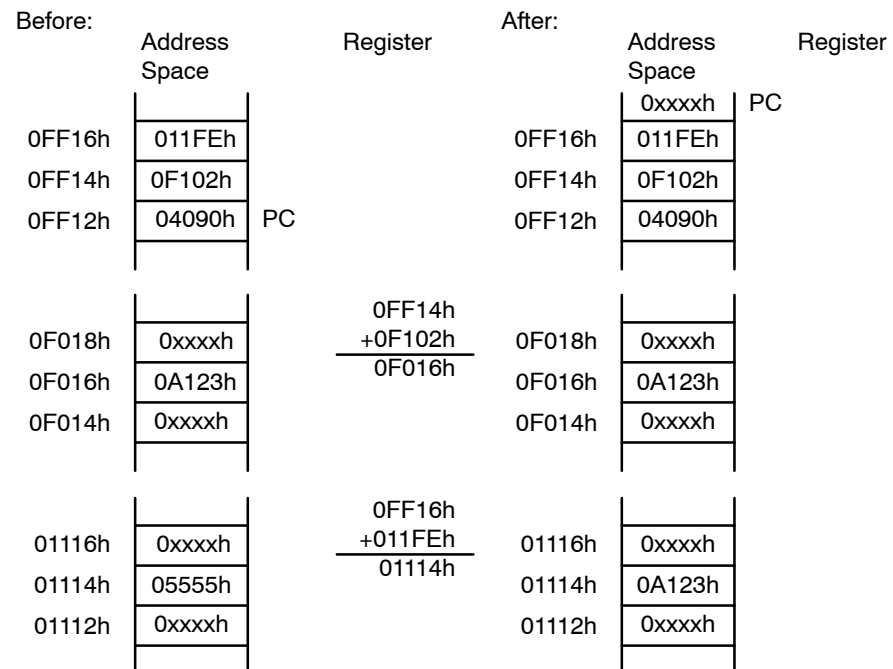 Before:
After:
Address Space
Register
Address Space
Register
0xxxxh PC
0FF16h 011FEh
0FF16h 011FEh
0FF14h 0F102h
0FF14h 0F102h
0FF12h 04090h PC
0FF12h 04090h
0FF14h
+0F102h
0F016h
0F018h 0xxxxh
0F018h 0xxxxh
0F016h 0A123h
0F016h 0A123h
0F014h 0xxxxh
0F014h 0xxxxh
0FF16h
+011FEh
01114h
01116h 0xxxxh
01116h 0xxxxh
01114h 05555h
01114h 0A123h
01112h 0xxxxh
01112h 0xxxxh